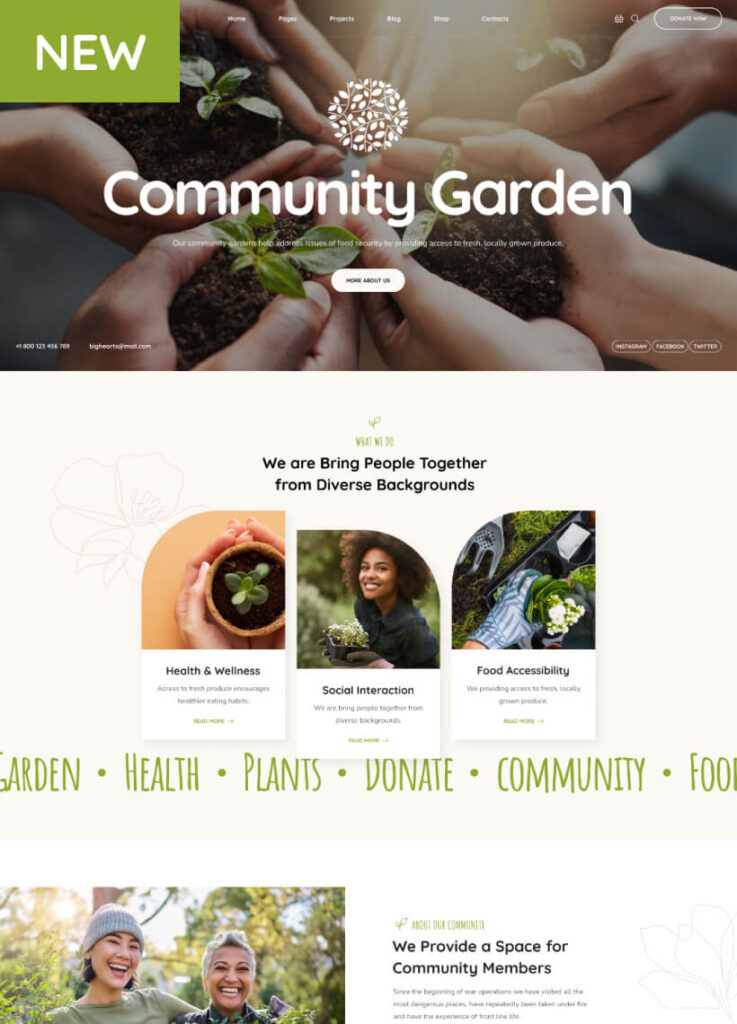 NEW
Home Pages Projects Blog Shop Contacts DONATE NOW
Community Garden
Our community gardens help address issues of food security by providing access to fresh, locally grown produce.
MORE ABOUT US
+1 800 123 456 789 bighearts@mail.com INSTAGRAM FACEBOOK TWITTER
WHAT WE DO
We are Bring People Together
from Diverse Backgrounds
Health & Wellness
Access to fresh produce encourages
healthier eating habits.
READ MORE →
Social Interaction
We are bring people together from
diverse backgrounds.
READ MORE →
Food Accessibility
We providing access to fresh, locally
grown produce.
READ MORE →
GARDEN • HEALTH • PLANTS • DONATE • COMMUNITY • FOOD
ABOUT OUR COMMUNITY
We Provide a Space for
Community Members
Since the beginning of war operations we have visited all the
most dangerous places, have repeatedly been taken under fire
and have the experience of front line life.